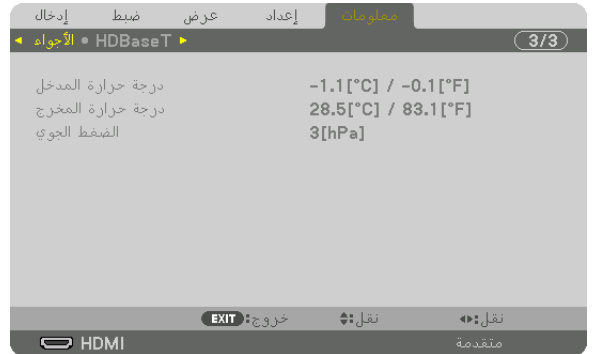 إدخال ضبط عرض إعداد معلومات
◄ الأجواء • HDBaseT ► 3/3
درجة حرارة المدخل -1.1[°C] / -0.1[°F]
درجة حرارة المخرج 28.5[°C] / 83.1[°F]
الضغط الجوي 3[hPa]
EXIT:خروج نقل: نقل:
HDMI متقدمة